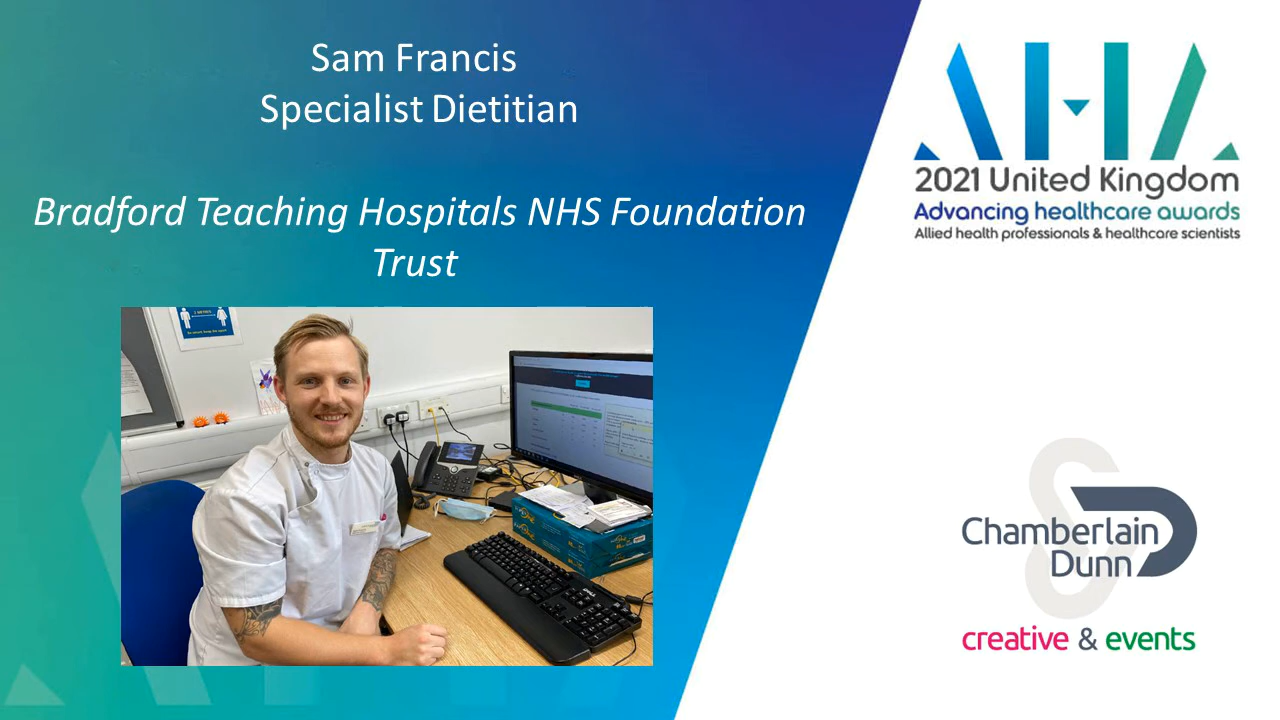 Sam Francis
Specialist Dietitian
Bradford Teaching Hospitals NHS Foundation
Trust
AHA
2021 United Kingdom
Advancing healthcare awards
Allied health professionals & healthcare scientists
Chamberlain
Dunn
creative & events